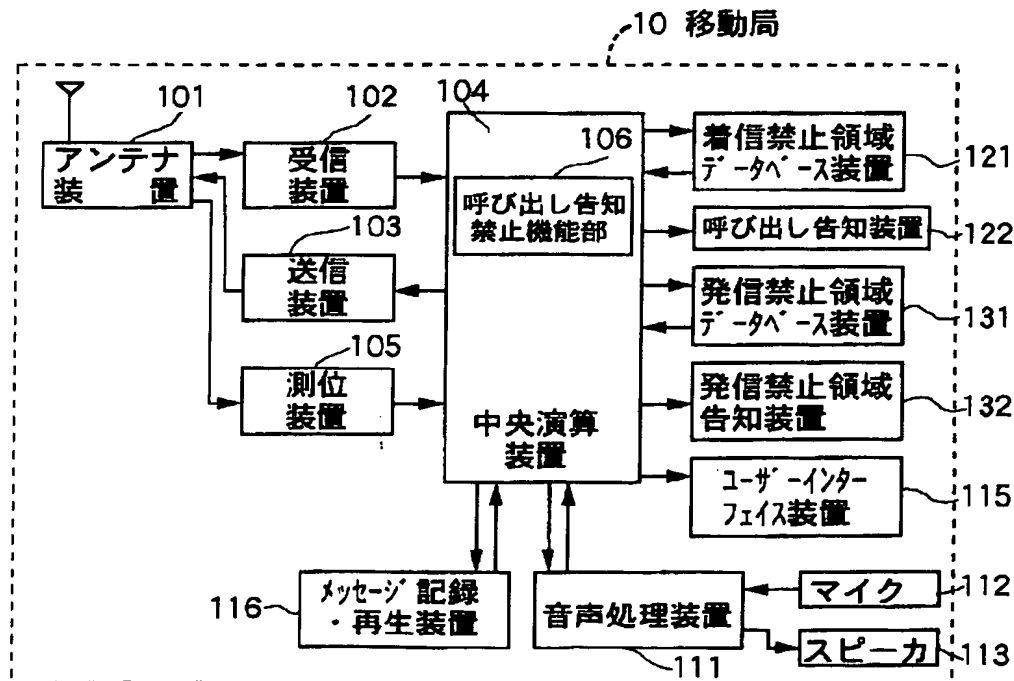 10 移動局
101
アンテナ
装置
102
受信
装置
103
送信
装置
105
測位
装置
104
106
呼び出し告知
禁止機能部
中央演算
装置
着信禁止領域
データベース装置
121
呼び出し告知装置
122
発信禁止領域
データベース装置
131
発信禁止領域
告知装置
132
ユーザーインター
フェイス装置
115
116
メッセージ記録
・再生装置
音声処理装置
111
マイク
112
スピーカ
113